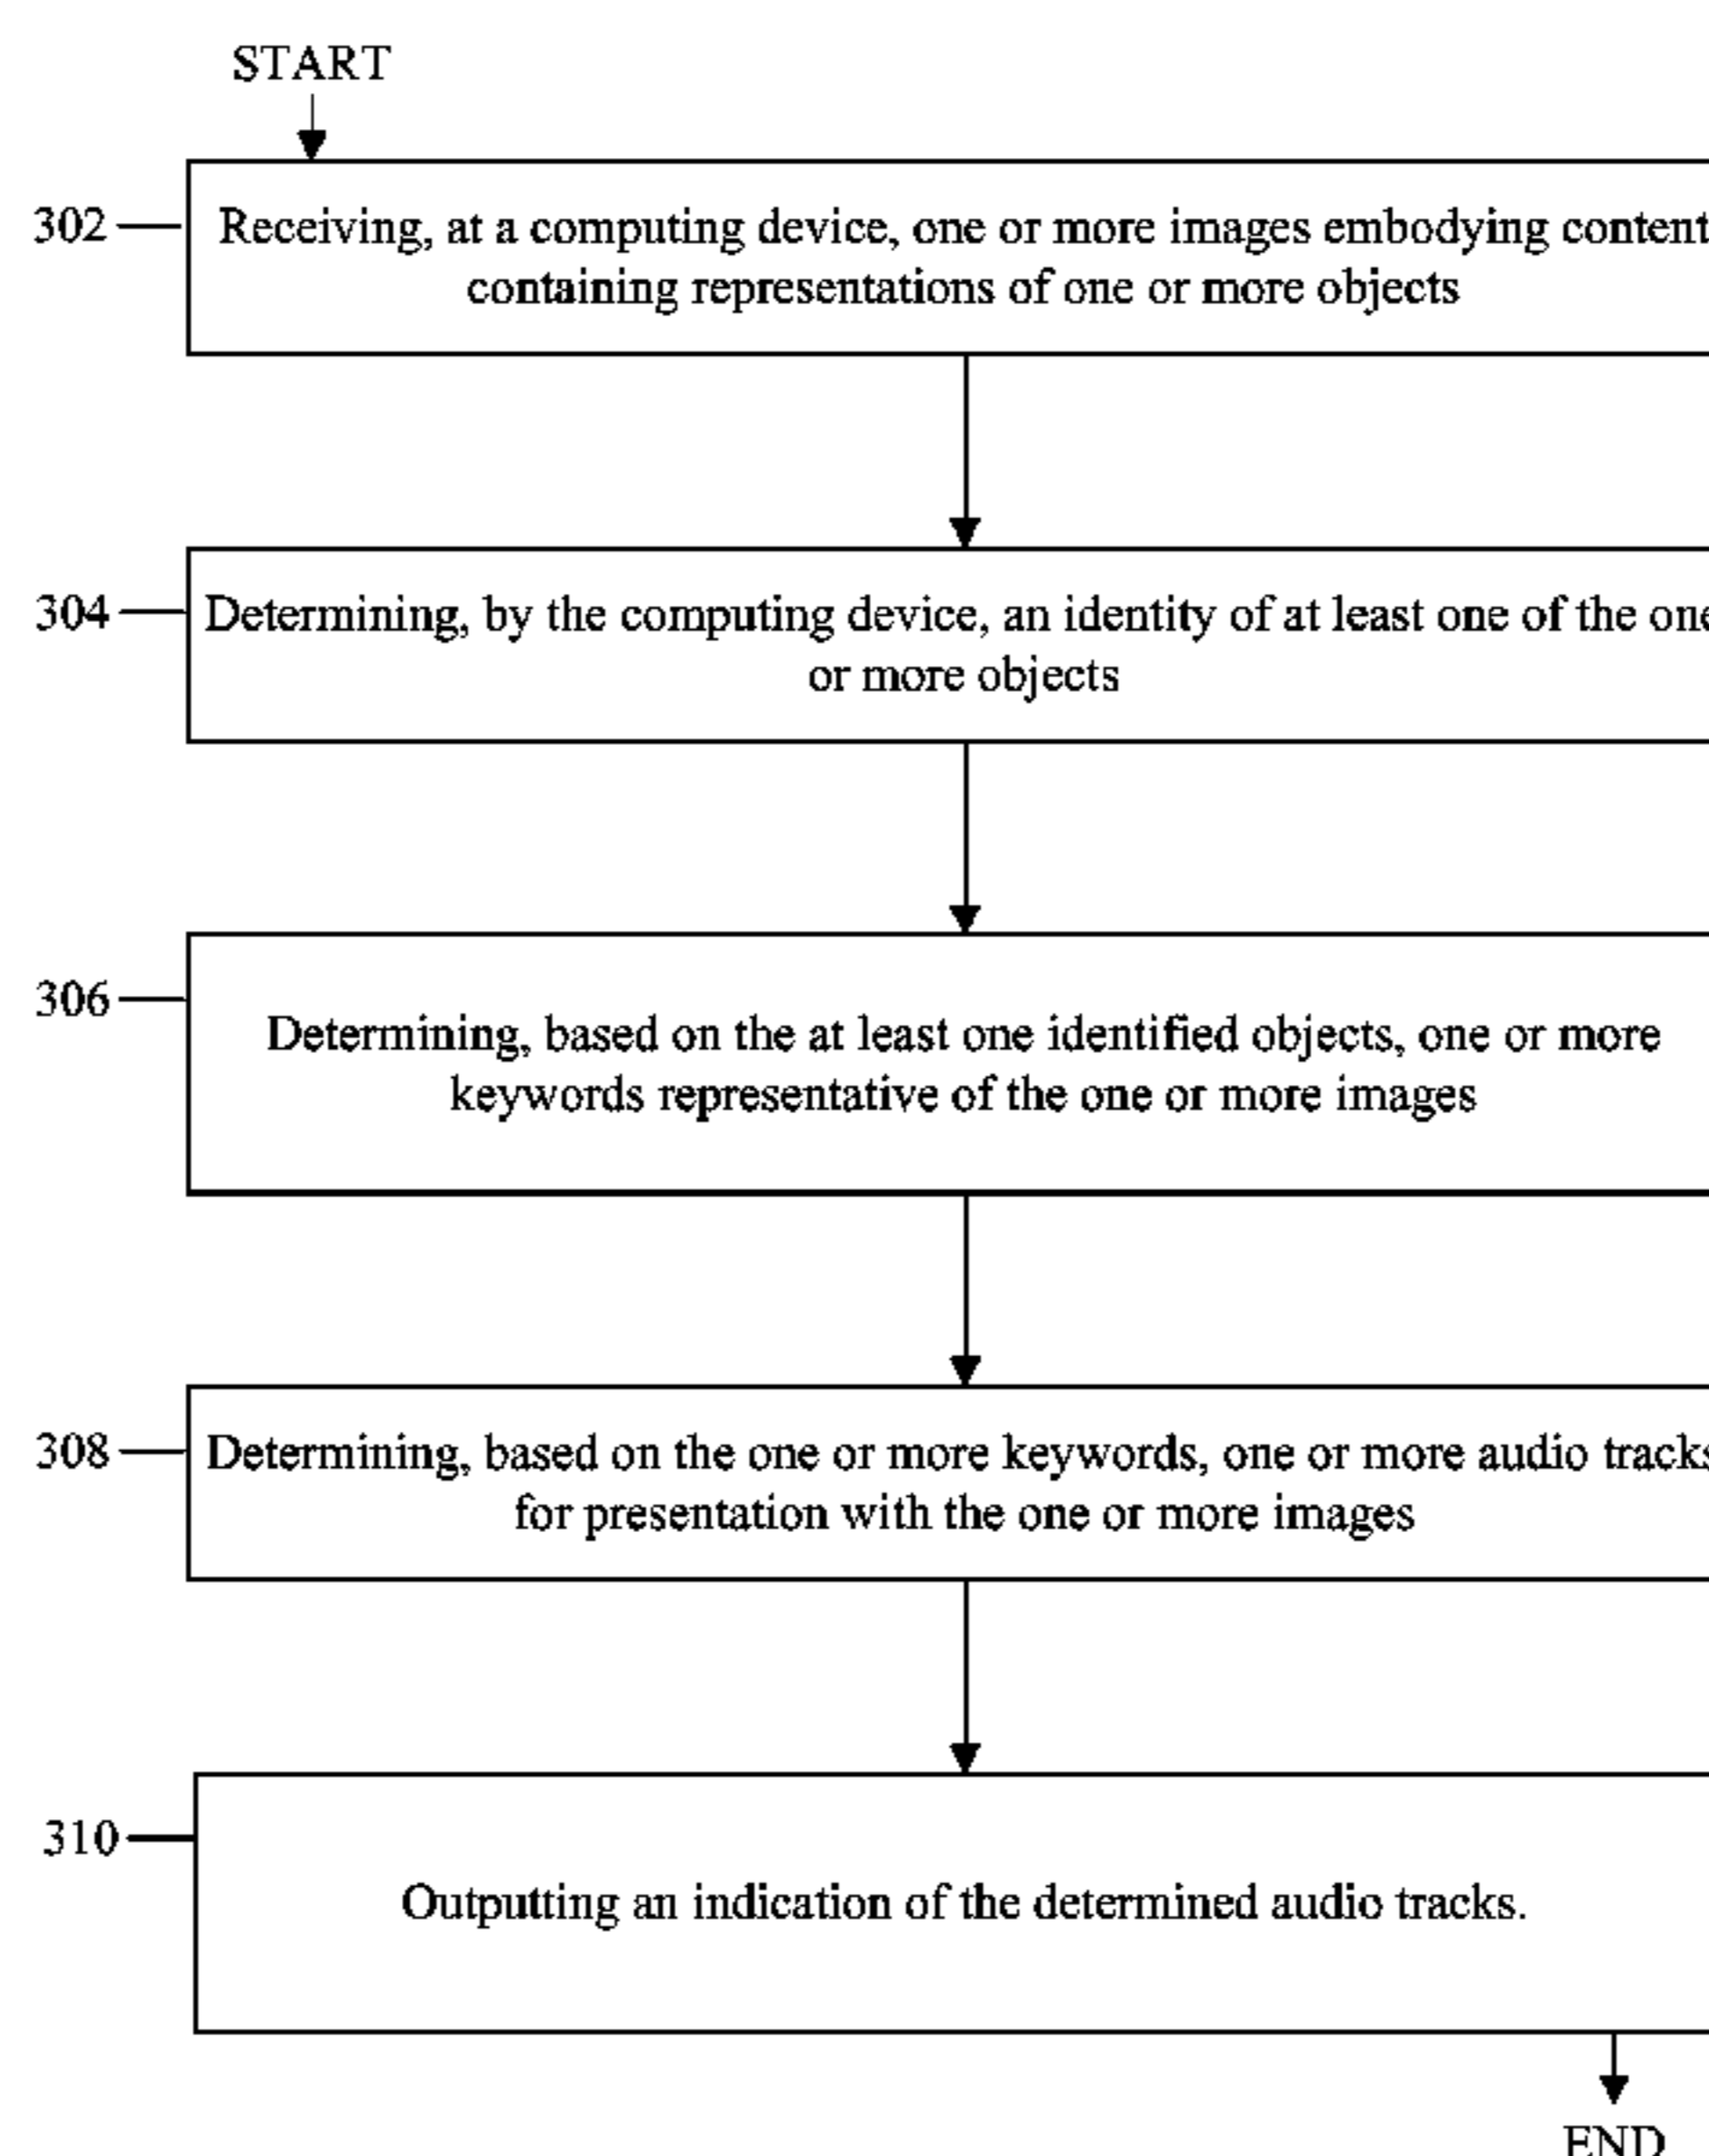 START
302
Receiving, at a computing device, one or more images embodying content
containing representations of one or more objects
304
Determining, by the computing device, an identity of at least one of the one
or more objects
306
Determining, based on the at least one identified objects, one or more
keywords representative of the one or more images
308
Determining, based on the one or more keywords, one or more audio tracks
for presentation with the one or more images
310
Outputting an indication of the determined audio tracks.
END